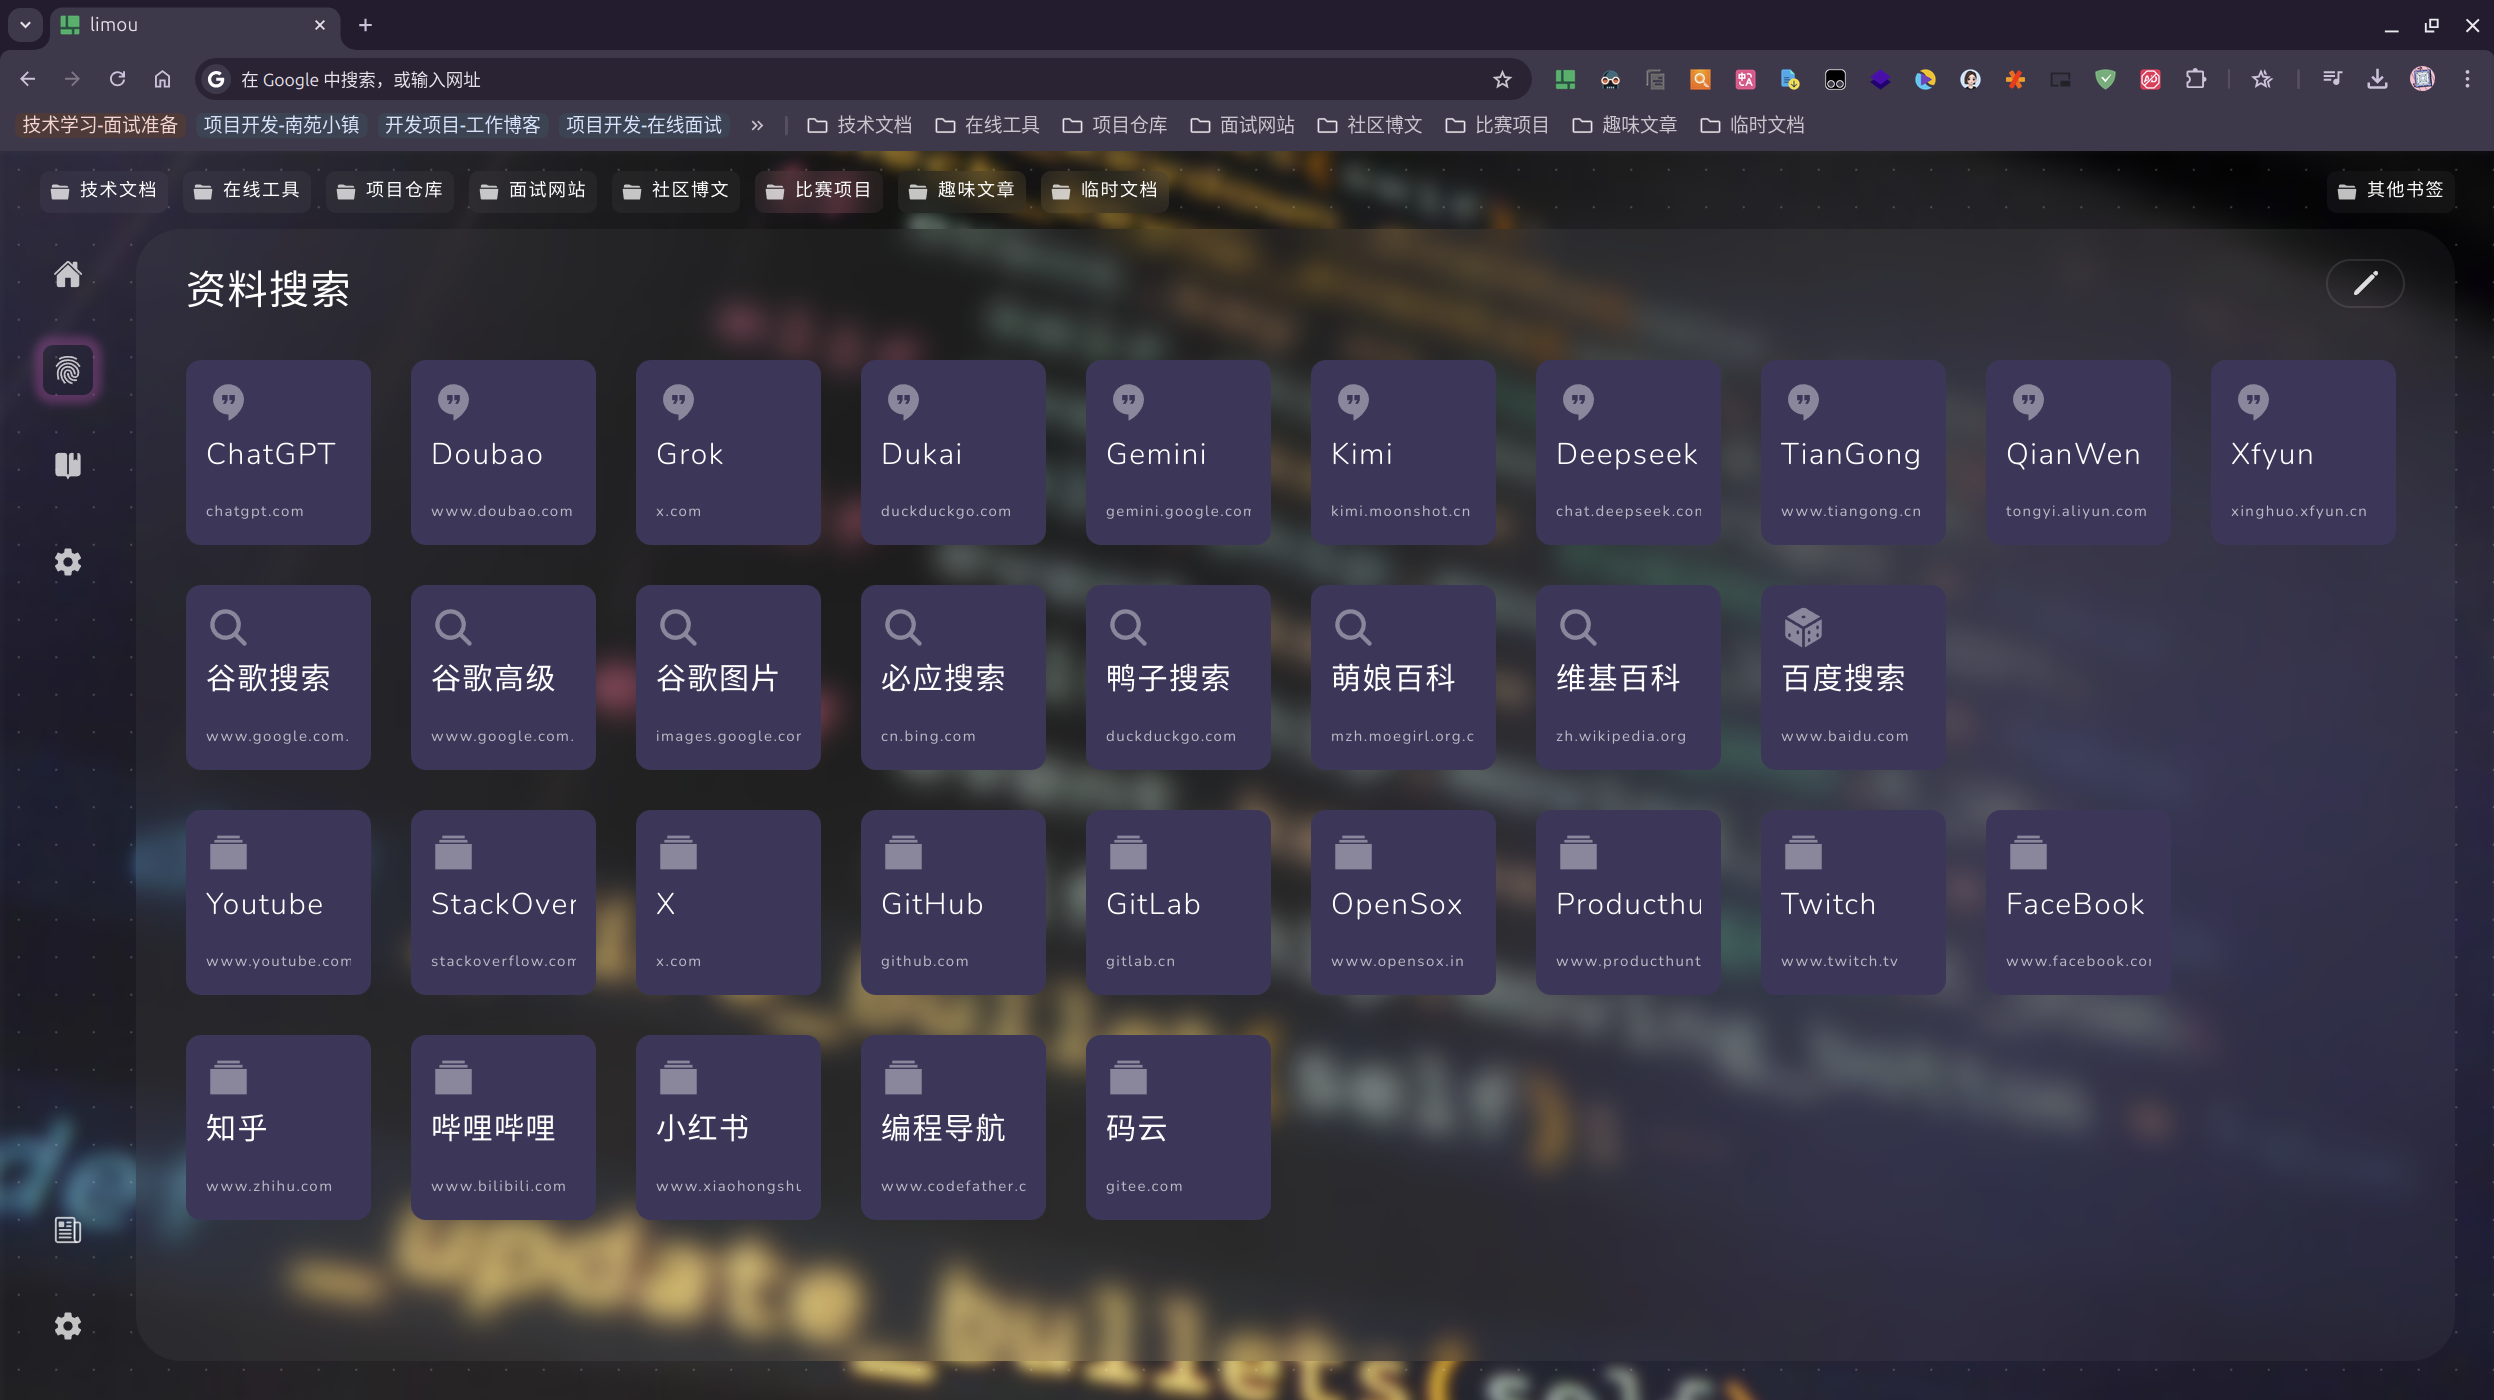 limou
在 Google 中搜索，或输入网址
技术学习-面试准备 项目开发-南苑小镇 开发项目-工作博客 项目开发-在线面试 » 技术文档 在线工具 项目仓库 面试网站 社区博文 比赛项目 趣味文章 临时文档
技术文档 在线工具 项目仓库 面试网站 社区博文 比赛项目 趣味文章 临时文档 其他书签
资料搜索
ChatGPT Doubao Grok Dukai Gemini Kimi Deepseek TianGong QianWen Xfyun
chatgpt.com www.doubao.com x.com duckduckgo.com gemini.google.com kimi.moonshot.cn chat.deepseek.com www.tiangong.cn tongyi.aliyun.com xinghuo.xfyun.cn
谷歌搜索 谷歌高级 谷歌图片 必应搜索 鸭子搜索 萌娘百科 维基百科 百度搜索
www.google.com. www.google.com. images.google.cor cn.bing.com duckduckgo.com mzh.moegirl.org.c zh.wikipedia.org www.baidu.com
Youtube StackOver X GitHub GitLab OpenSox Producthu Twitch FaceBook
www.youtube.com stackoverflow.com x.com github.com gitlab.cn www.opensox.in www.producthunt www.twitch.tv www.facebook.com
知乎 哔哩哔哩 小红书 编程导航 码云
www.zhihu.com www.bilibili.com www.xiaohongshu www.codefather.c gitee.com
_update_bullets(self)